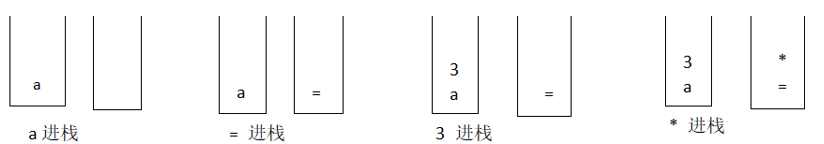 3
3 *
a a = a = a =
a 进栈 = 进栈 3 进栈 * 进栈